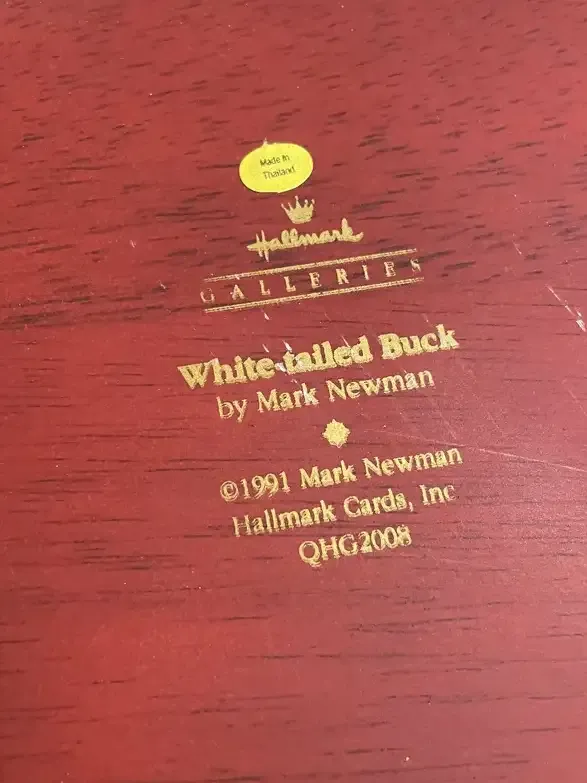 Made in
Thailand
Hallmark
GALLERIES
White-tailed Buck
by Mark Newman
©1991 Mark Newman
Hallmark Cards, Inc
QHG2008